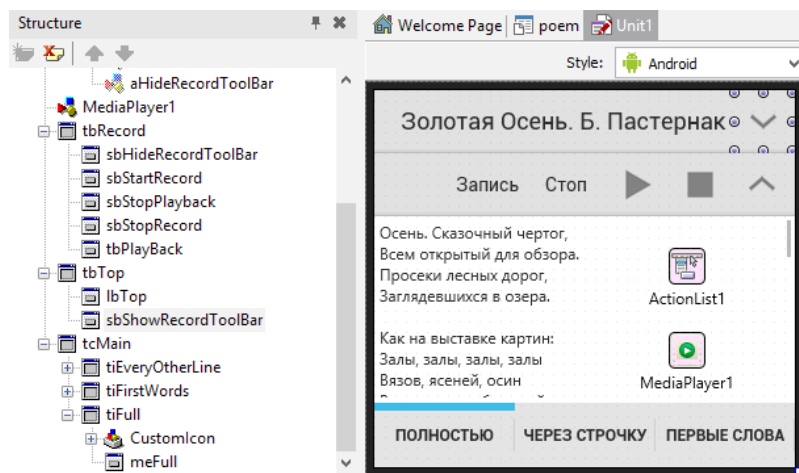 Structure
aHideRecordToolBar
MediaPlayer1
tbRecord
sbHideRecordToolBar
sbStartRecord
sbStopPlayback
sbStopRecord
tbPlayBack
tbTop
lbTop
sbShowRecordToolBar
tcMain
tiEveryOtherLine
tiFirstWords
tiFull
CustomIcon
meFull
Welcome Page poem Unit1
Style: Android
Золотая Осень. Б. Пастернак
Запись Стоп
Осень. Сказочный чертог,
Всем открытый для обзора.
Просеки лесных дорог,
Заглядевшихся в озера.
Как на выставке картин:
Залы, залы, залы, залы
Вязов, ясеней, осин
ActionList1
MediaPlayer1
ПОЛНОСТЬЮ ЧЕРЕЗ СТРОЧКУ ПЕРВЫЕ СЛОВА